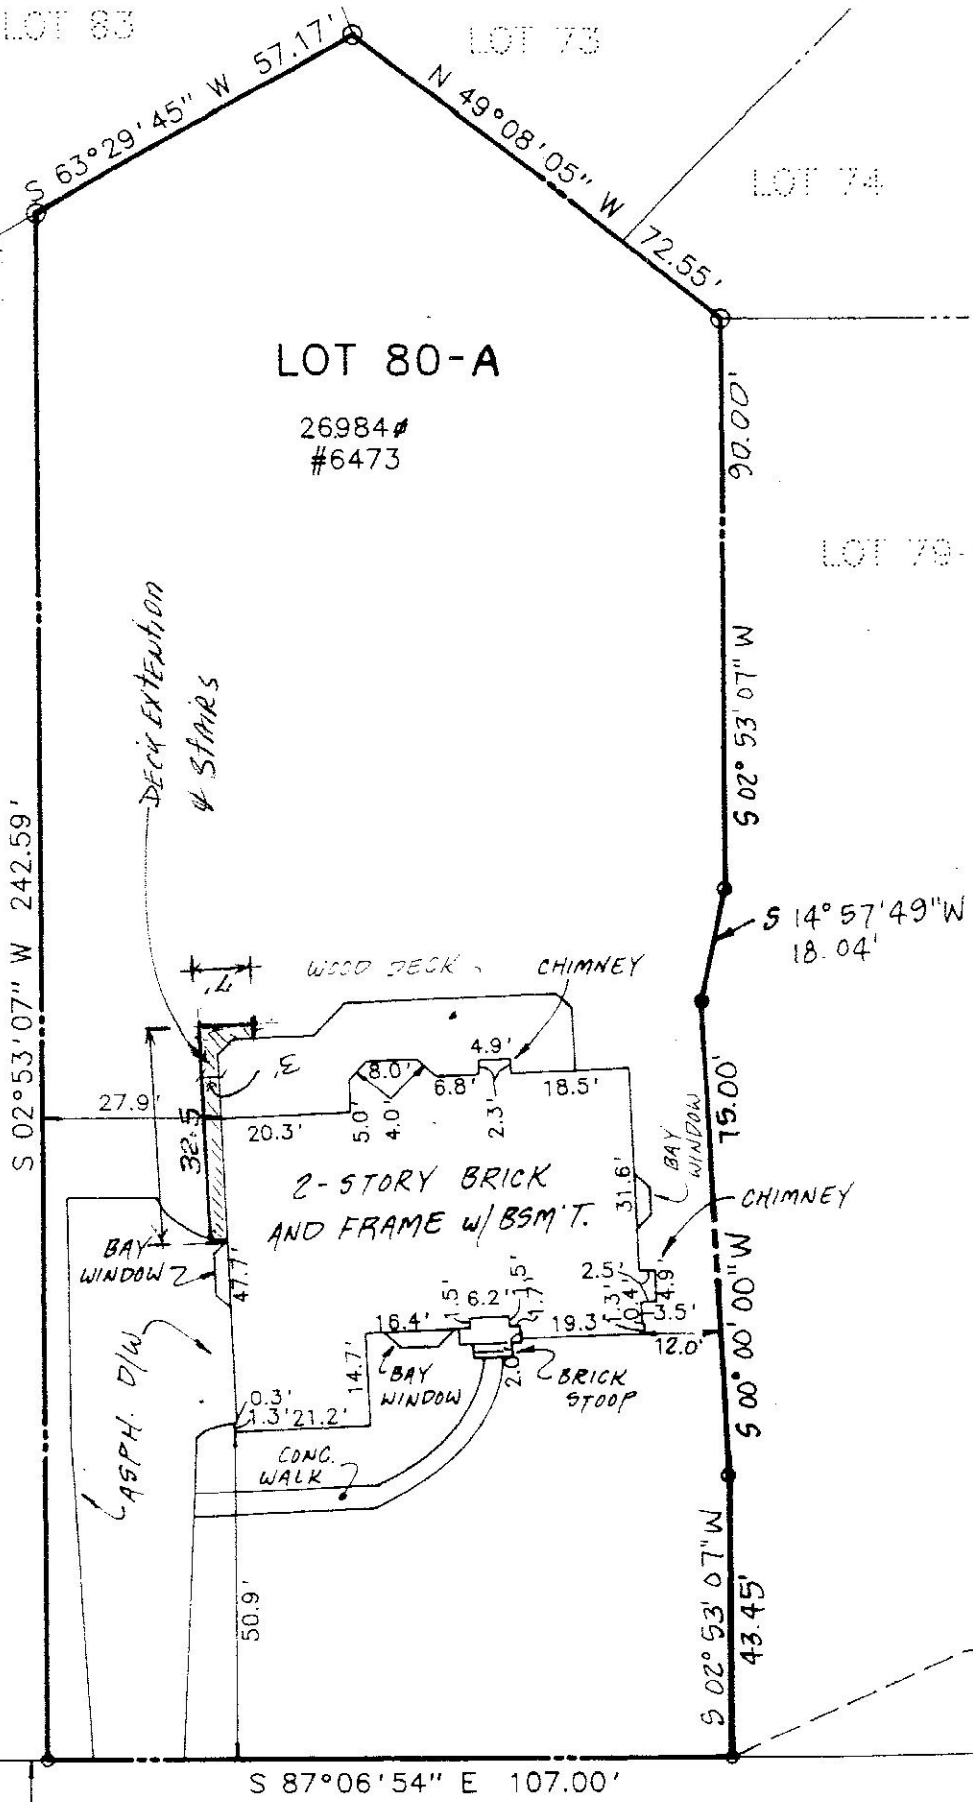 LOT 83
LOT 73
S 63°29'45" W 57.17'
N 49°08'05" W 72.55'
LOT 74
LOT 80-A
26984#
#6473
90.00'
S 02° 53' 07" W
LOT 79-
DECK EXTENTION
& STAIRS
S 02°53'07" W 242.59'
S 14°57'49"W
18.04'
7'
WOOD DECK
CHIMNEY
3'
8.0'
4.9'
6.8'
18.5'
27.9'
20.3'
5.0'
4.0'
2.3'
32.5
75.00'
S 00° 00' 00" W
2-STORY BRICK
AND FRAME W/BSM'T.
31.6'
BAY
WINDOW
CHIMNEY
BAY
WINDOW
47.7'
2.5'
4.9'
1.3'
0.4'
3.5'
1.5'
6.2'
1.5'
1.7'
16.4'
19.3'
12.0'
14.7'
BAY
WINDOW
2.0'
BRICK
STOOP
ASPH. D/W
0.3'
1.3'
21.2'
CONC.
WALK
50.9'
S 02° 53' 07" W
43.45'
S 87°06'54" E 107.00'